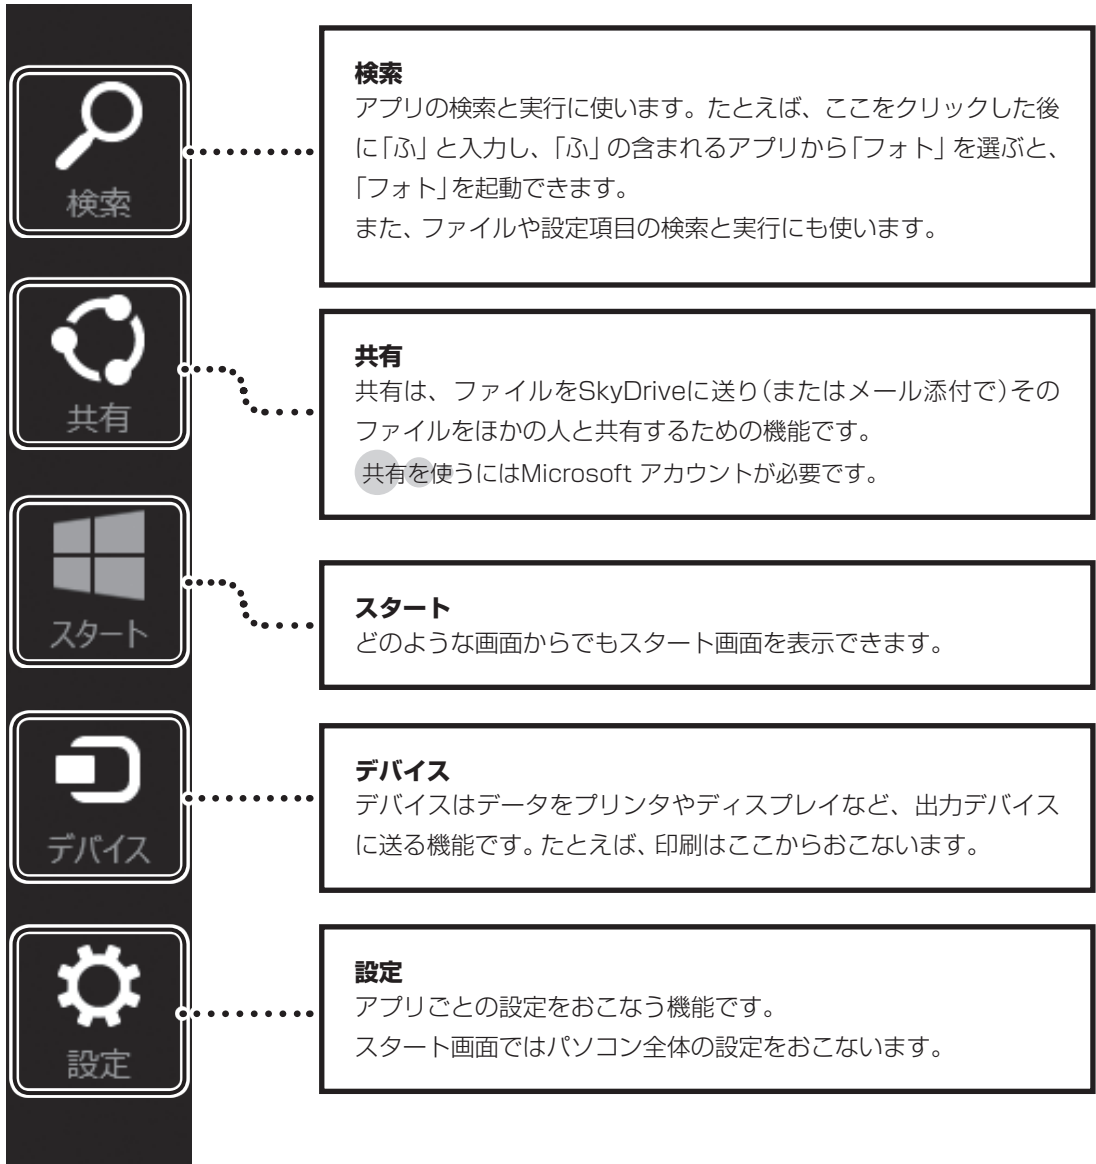 検索
検索
アプリの検索と実行に使います。たとえば、ここをクリックした後
に「ふ」と入力し、「ふ」の含まれるアプリから「フォト」を選ぶと、
「フォト」を起動できます。
また、ファイルや設定項目の検索と実行にも使います。
共有
共有
共有は、ファイルをSkyDriveに送り(またはメール添付で)その
ファイルをほかの人と共有するための機能です。
共有を使うにはMicrosoft アカウントが必要です。
スタート
スタート
どのような画面からでもスタート画面を表示できます。
デバイス
デバイス
デバイスはデータをプリンタやディスプレイなど、出力デバイス
に送る機能です。たとえば、印刷はここからおこないます。
設定
設定
アプリごとの設定をおこなう機能です。
スタート画面ではパソコン全体の設定をおこないます。